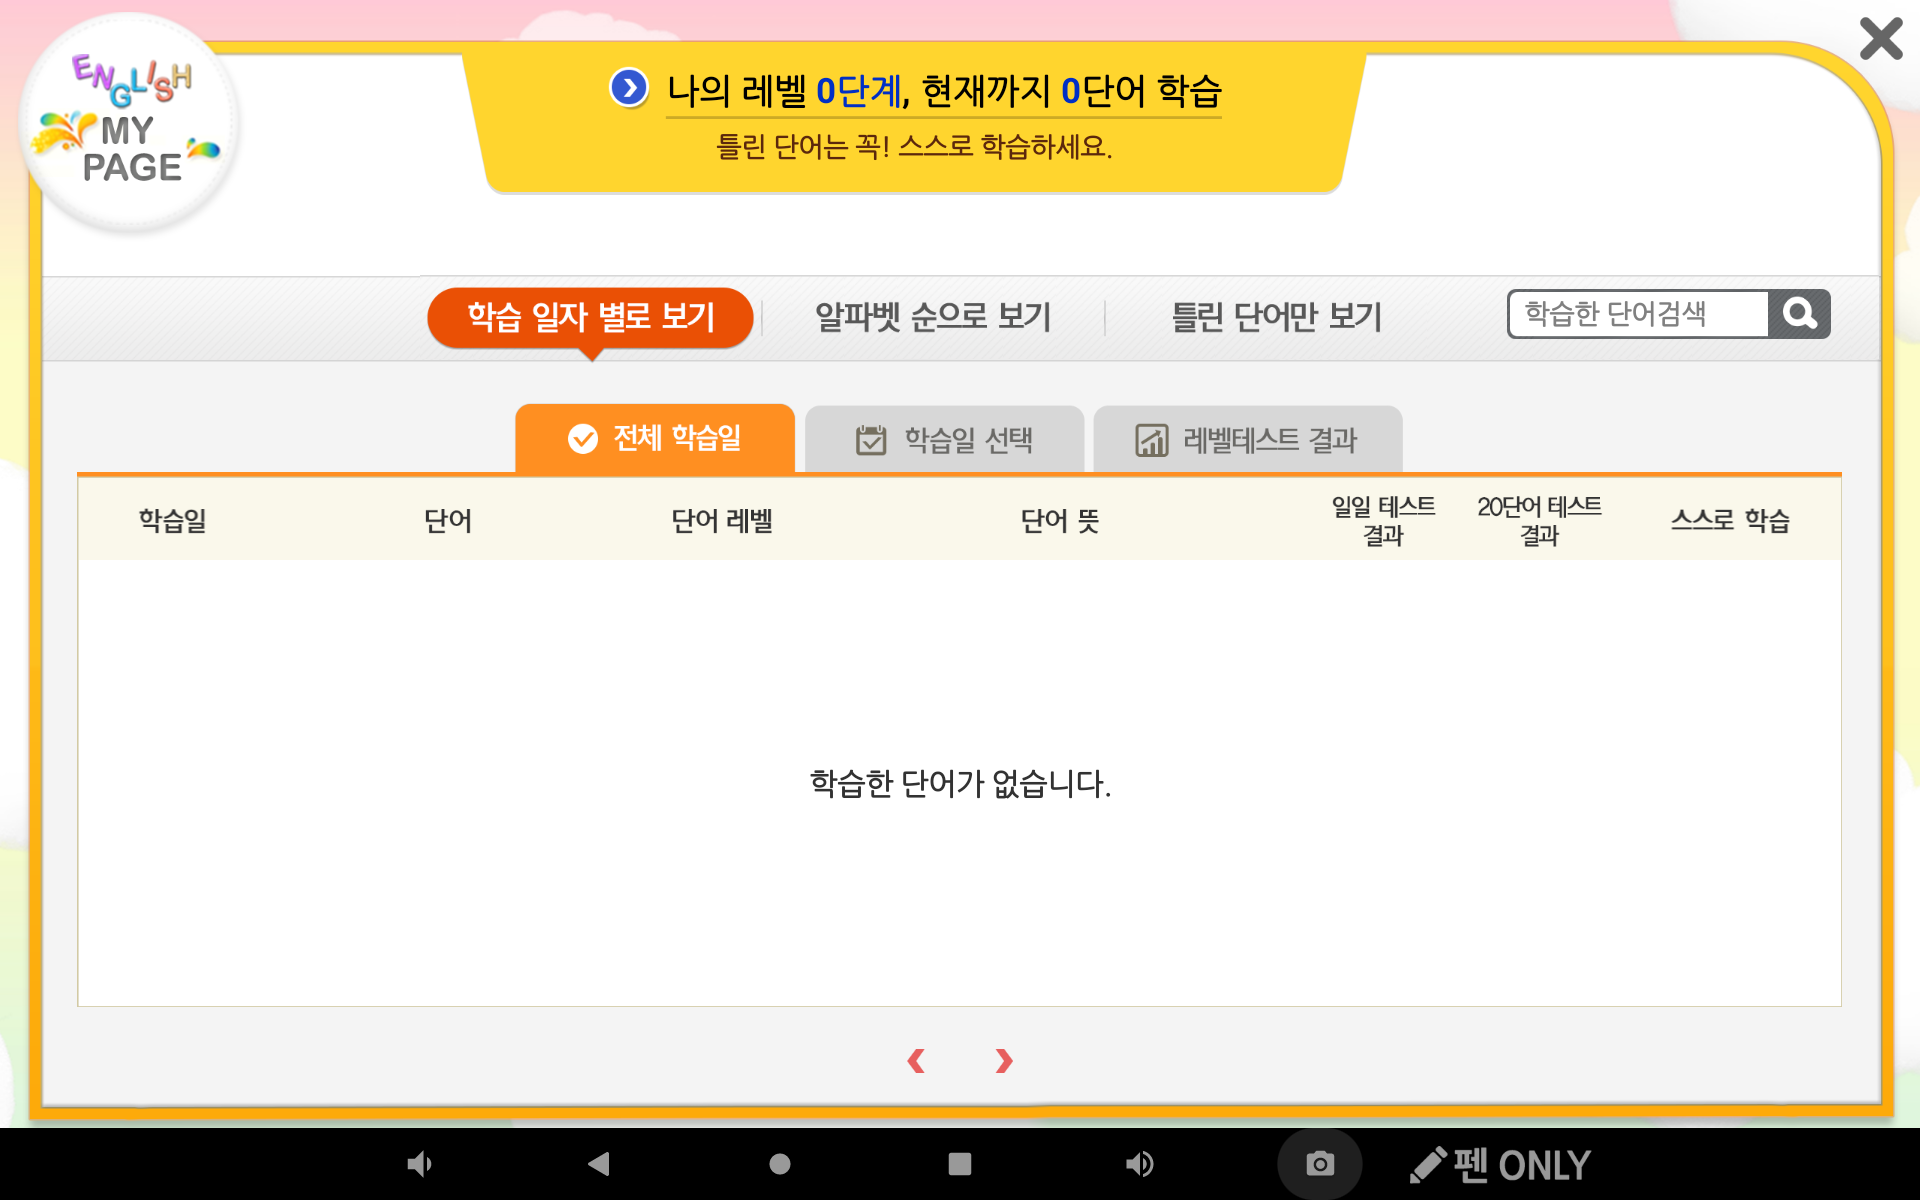 ENGLISH
MY
PAGE
나의 레벨 0단계, 현재까지 0단어 학습
틀린 단어는 꼭! 스스로 학습하세요.
학습 일자 별로 보기
알파벳 순으로 보기
틀린 단어만 보기
학습한 단어검색
전체 학습일
학습일 선택
레벨테스트 결과
학습일
단어
단어 레벨
단어 뜻
일일 테스트
결과
20단어 테스트
결과
스스로 학습
학습한 단어가 없습니다.
펜 ONLY